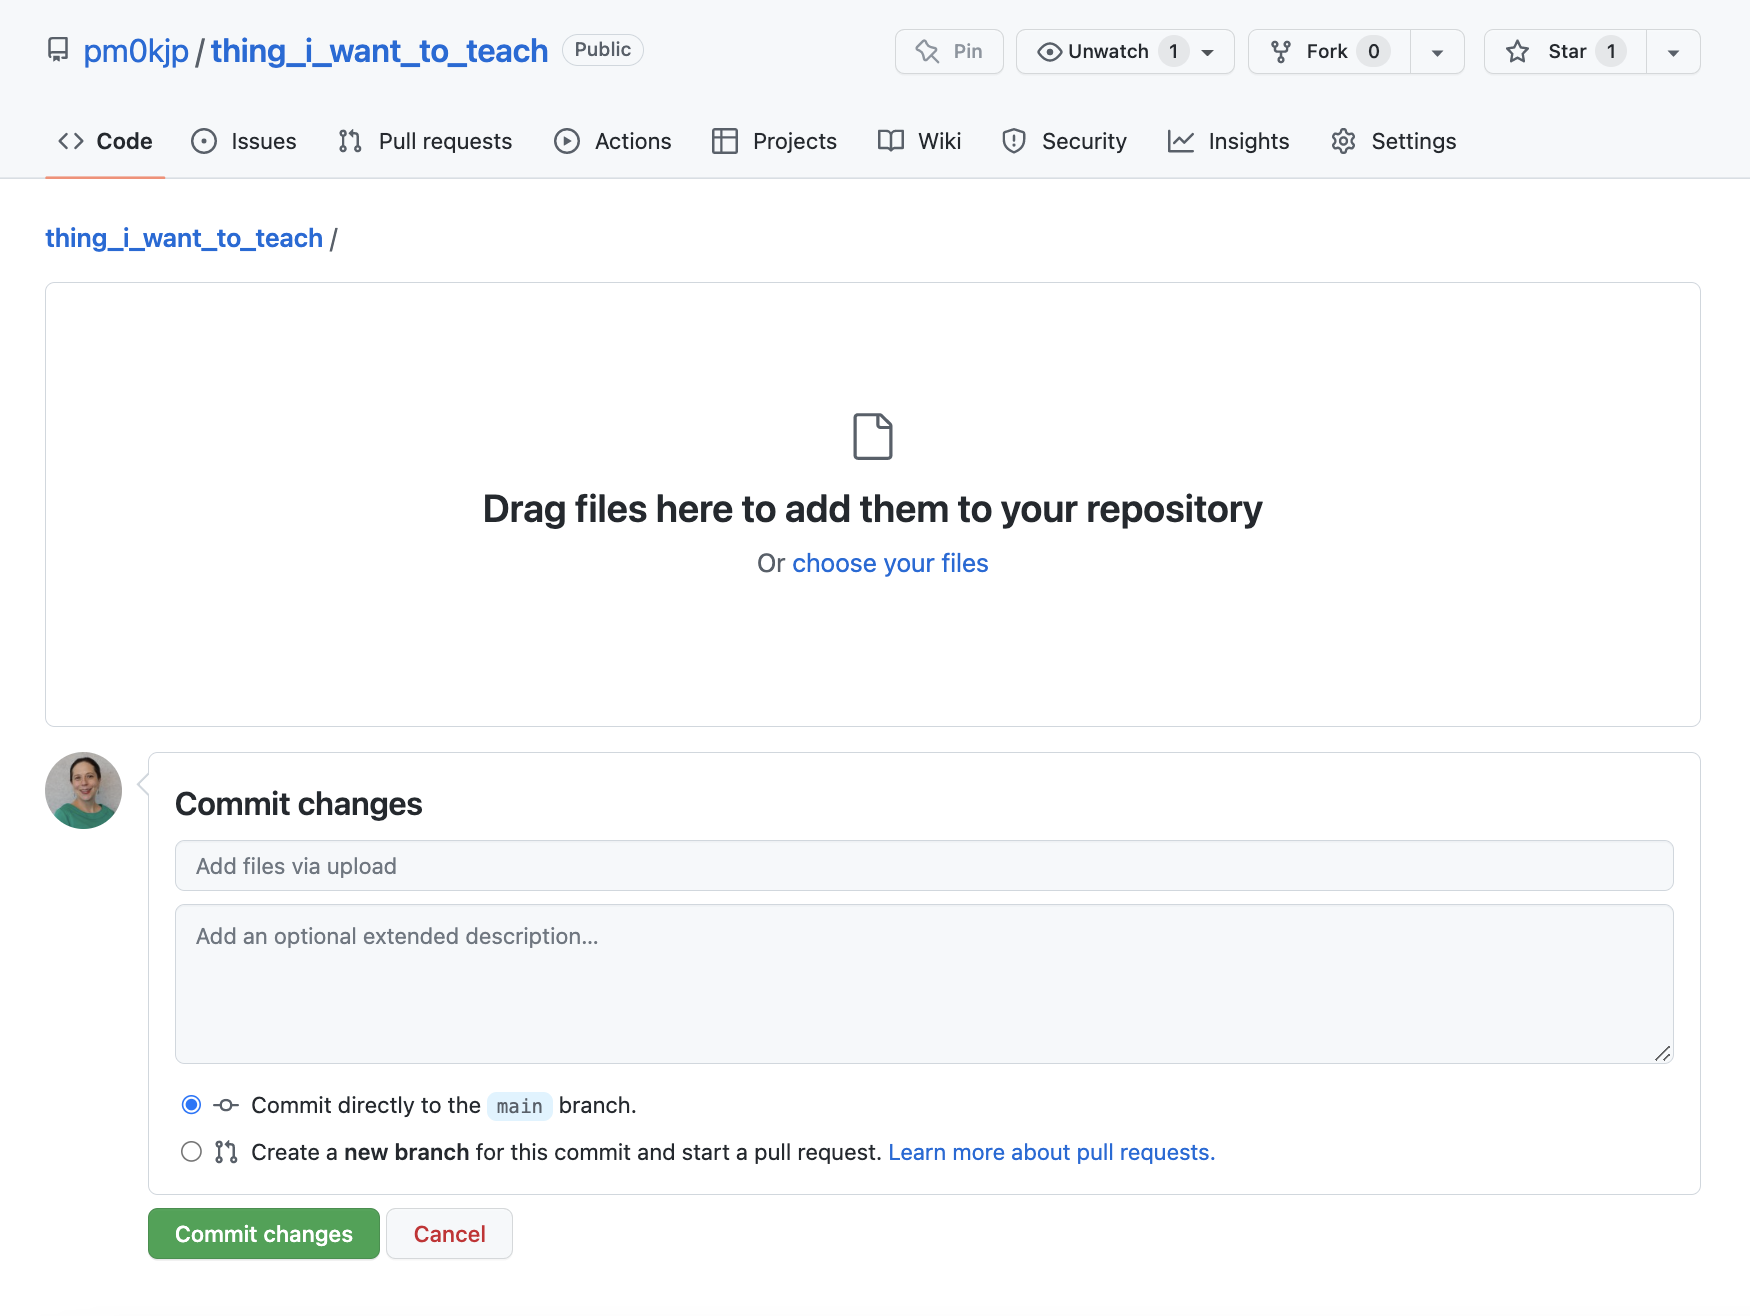 pm0kjp / thing_i_want_to_teach Public Pin Unwatch 1 Fork 0 Star 1
Code Issues Pull requests Actions Projects Wiki Security Insights Settings
thing_i_want_to_teach /
Drag files here to add them to your repository
Or choose your files
Commit changes
Add files via upload
Add an optional extended description...
Commit directly to the main branch.
Create a new branch for this commit and start a pull request. Learn more about pull requests.
Commit changes Cancel